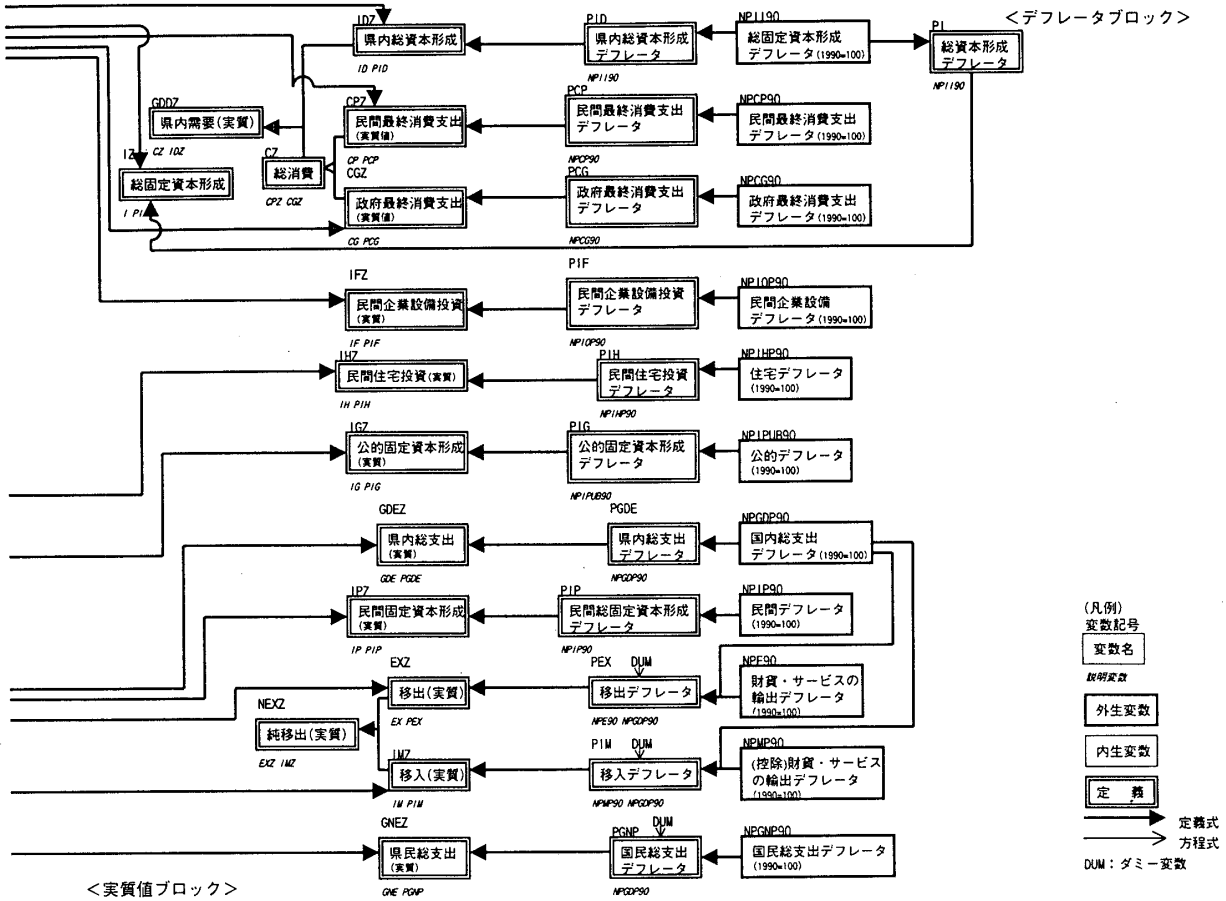 ＜デフレータブロック＞
IDZ
県内総資本形成
ID PID
PID
県内総資本形成
デフレータ
NPI190
NPI190
総固定資本形成
デフレータ(1990=100)
PI
総資本形成
デフレータ
NPI190
GDDZ
県内需要(実質)
CZ IDZ
IZ
総固定資本形成
I PI
CZ
総消費
CPZ CGZ
CPZ
民間最終消費支出
(実質値)
CP PCP
PCP
民間最終消費支出
デフレータ
NPCP90
NPCP90
民間最終消費支出
デフレータ(1990=100)
CGZ
政府最終消費支出
(実質値)
CG PCG
PCG
政府最終消費支出
デフレータ
NPCG90
NPCG90
政府最終消費支出
デフレータ(1990=100)
IFZ
民間企業設備投資
(実質)
IF PIF
PIF
民間企業設備投資
デフレータ
NPIOP90
NPIOP90
民間企業設備
デフレータ(1990=100)
IHZ
民間住宅投資(実質)
IH PIH
PIH
民間住宅投資
デフレータ
NPIHP90
NPIHP90
住宅デフレータ
(1990=100)
IGZ
公的固定資本形成
(実質)
IG PIG
PIG
公的固定資本形成
デフレータ
NPIPUB90
NPIPUB90
公的デフレータ
(1990=100)
GDEZ
県内総支出
(実質)
GDE PGDE
PGDE
県内総支出
デフレータ
NPGDP90
NPGDP90
国内総支出
デフレータ(1990=100)
IPZ
民間固定資本形成
(実質)
IP PIP
PIP
民間総固定資本形成
デフレータ
NPIP90
NPIP90
民間デフレータ
(1990=100)
EXZ
移出(実質)
EX PEX
PEX DUM
移出デフレータ
NPE90 NPGDP90
NPE90
財貨・サービスの
輸出デフレータ
(1990=100)
NEXZ
純移出(実質)
EXZ IMZ
IMZ
移入(実質)
IM PIM
PIM DUM
移入デフレータ
NPMP90 NPGDP90
NPMP90
(控除)財貨・サービス
の輸出デフレータ
(1990=100)
GNEZ
県民総支出
(実質)
GNE PGNP
PGNP DUM
国民総支出
デフレータ
NPGDP90
NPGNP90
国民総支出デフレータ
(1990=100)
＜実質値ブロック＞
(凡例)
変数記号
変数名
説明変数
外生変数
内生変数
定 義
定義式
方程式
DUM：ダミー変数